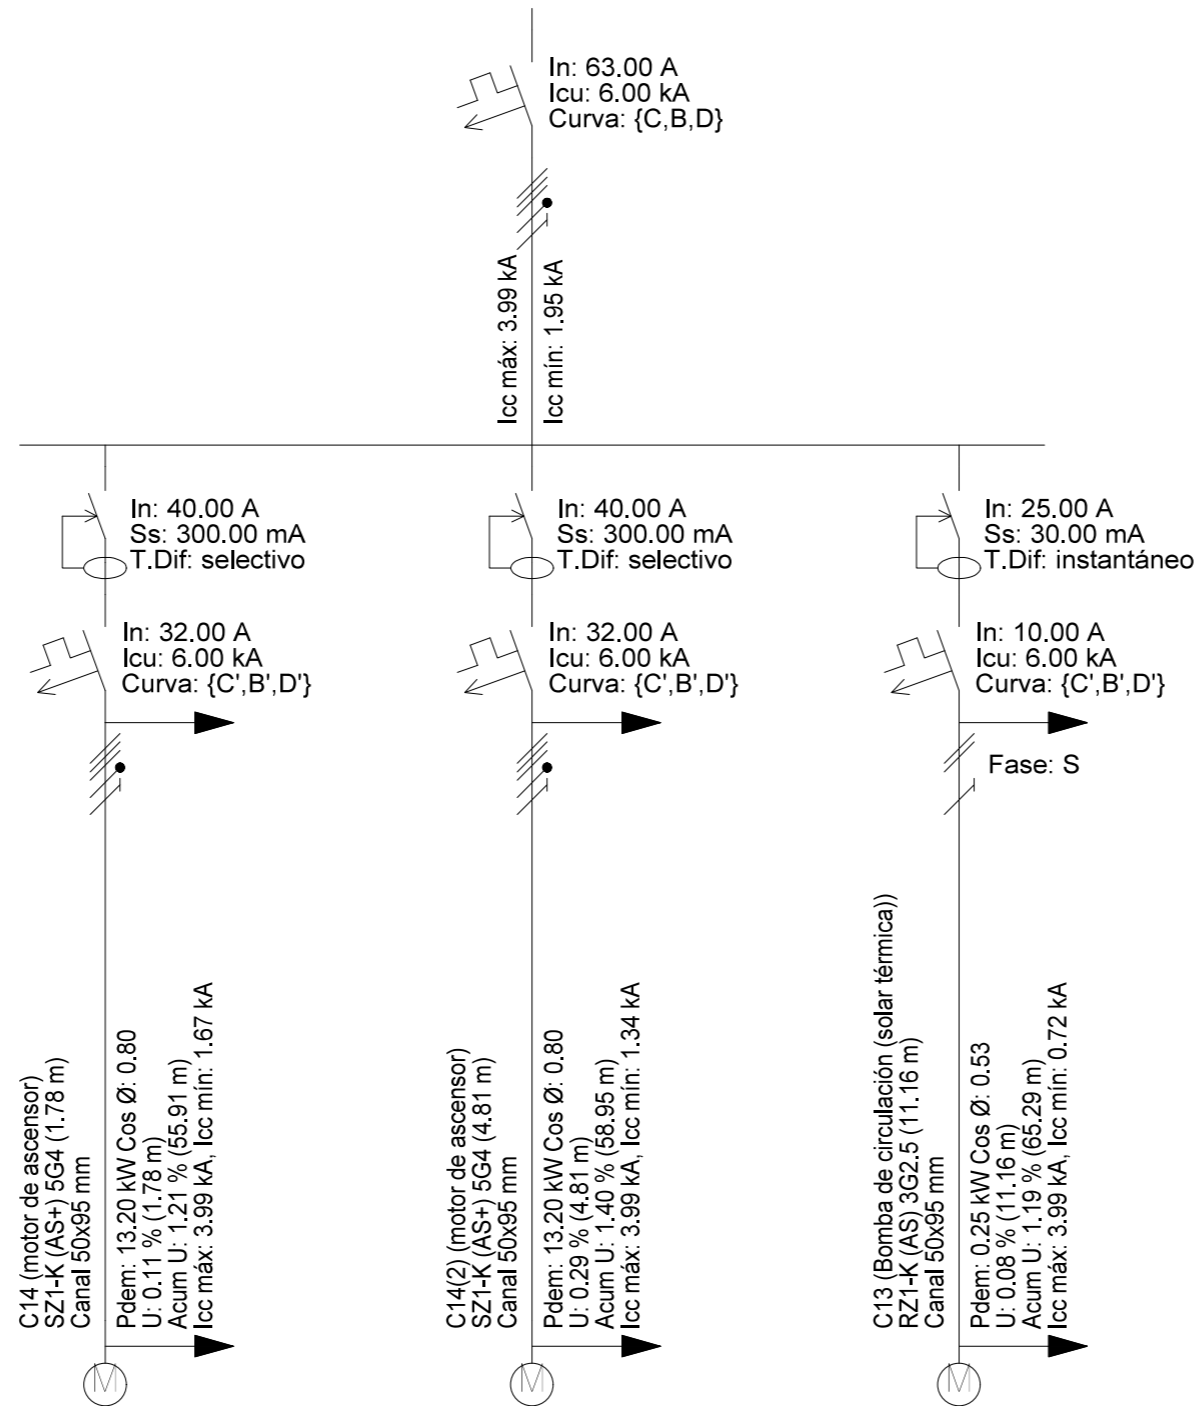 In: 63.00 A
Icu: 6.00 kA
Curva: {C,B,D}
Icc máx: 3.99 kA
Icc mín: 1.95 kA
In: 40.00 A
Ss: 300.00 mA
T.Dif: selectivo
In: 32.00 A
Icu: 6.00 kA
Curva: {C',B',D'}
C14 (motor de ascensor)
SZ1-K (AS+) 5G4 (1.78 m)
Canal 50x95 mm
Pdem: 13.20 kW Cos Ø: 0.80
U: 0.11 % (1.78 m)
Acum U: 1.21 % (55.91 m)
Icc máx: 3.99 kA, Icc mín: 1.67 kA
M
In: 40.00 A
Ss: 300.00 mA
T.Dif: selectivo
In: 32.00 A
Icu: 6.00 kA
Curva: {C',B',D'}
C14(2) (motor de ascensor)
SZ1-K (AS+) 5G4 (4.81 m)
Canal 50x95 mm
Pdem: 13.20 kW Cos Ø: 0.80
U: 0.29 % (4.81 m)
Acum U: 1.40 % (58.95 m)
Icc máx: 3.99 kA, Icc mín: 1.34 kA
M
In: 25.00 A
Ss: 30.00 mA
T.Dif: instantáneo
In: 10.00 A
Icu: 6.00 kA
Curva: {C',B',D'}
Fase: S
C13 (Bomba de circulación (solar térmica))
RZ1-K (AS) 3G2.5 (11.16 m)
Canal 50x95 mm
Pdem: 0.25 kW Cos Ø: 0.53
U: 0.08 % (11.16 m)
Acum U: 1.19 % (65.29 m)
Icc máx: 3.99 kA, Icc mín: 0.72 kA
M